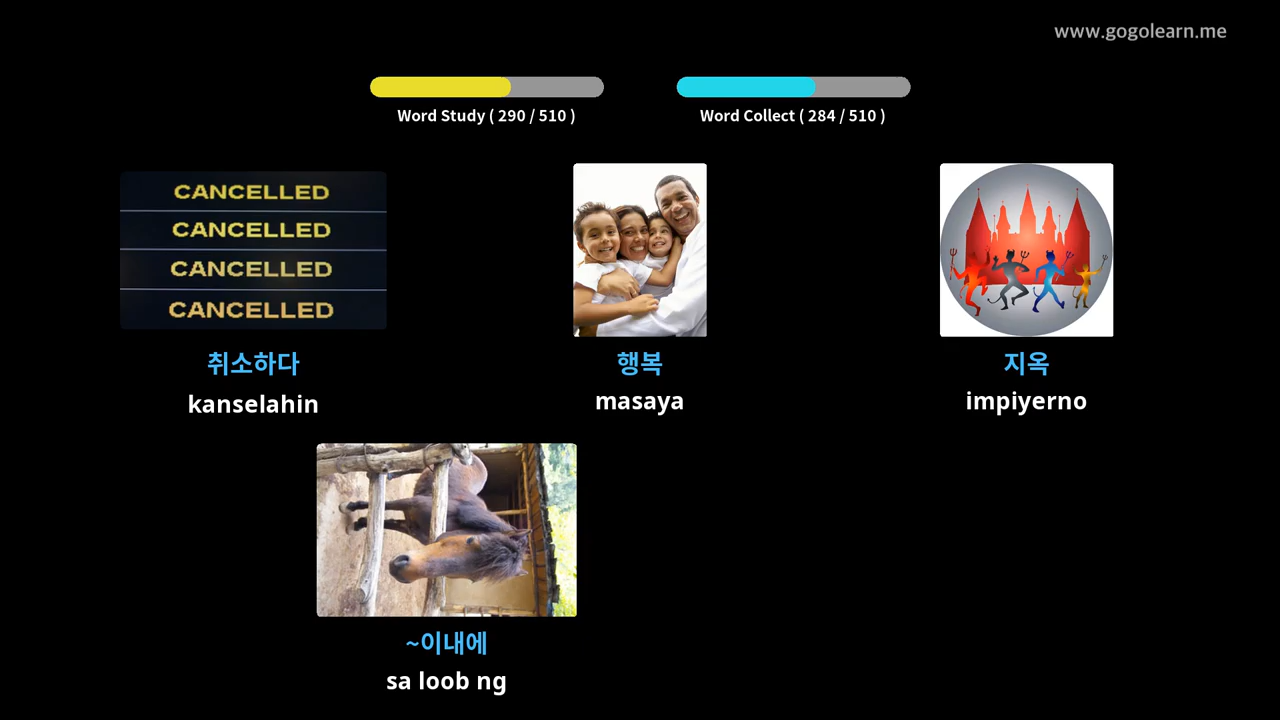 www.gogolearn.me
Word Study ( 290 / 510 )
Word Collect ( 284 / 510 )
CANCELLED
CANCELLED
CANCELLED
CANCELLED
취소하다
kanselahin
행복
masaya
지옥
impiyerno
~이내에
sa loob ng